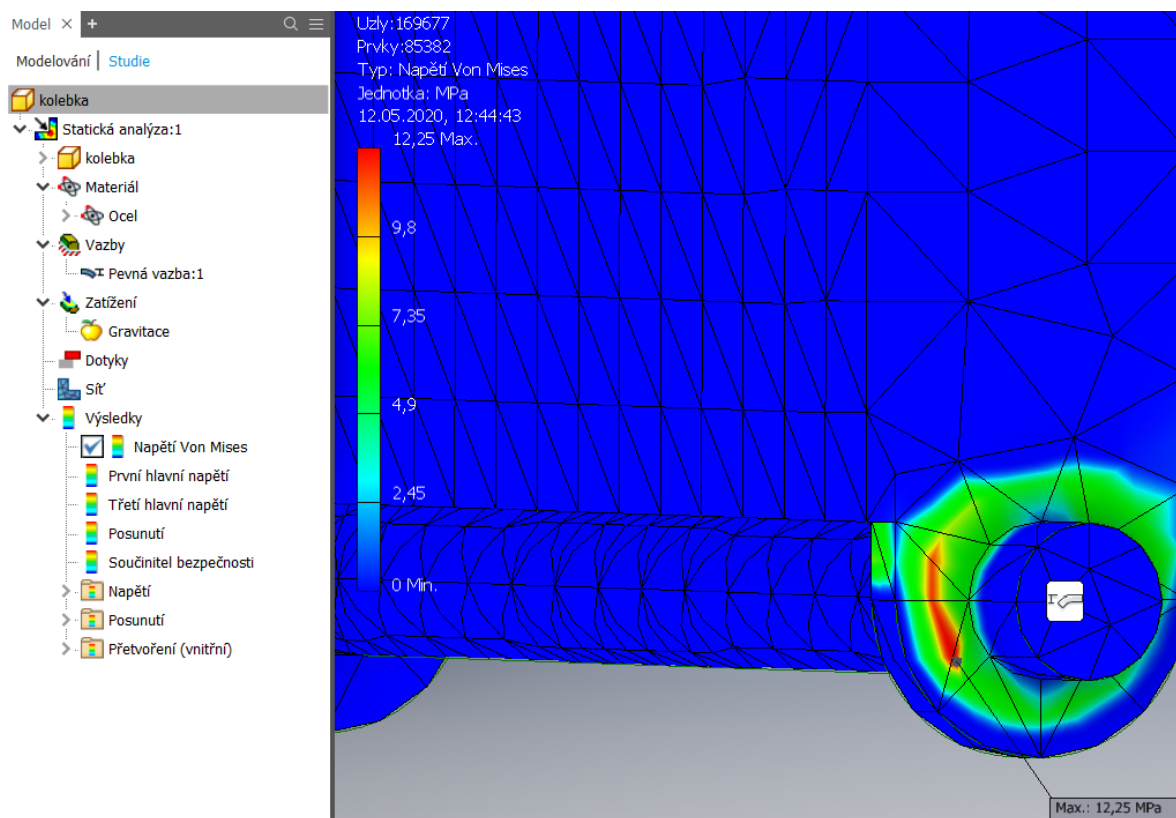 Model
Modelování | Studie
kolebka
Statická analýza:1
kolebka
Materiál
Ocel
Vazby
Pevná vazba:1
Zatížení
Gravitace
Dotyky
Síť
Výsledky
Napětí Von Mises
První hlavní napětí
Třetí hlavní napětí
Posunutí
Součinitel bezpečnosti
Napětí
Posunutí
Přetvoření (vnitřní)
Uzly:169677
Prvky:85382
Typ: Napětí Von Mises
Jednotka: MPa
12.05.2020, 12:44:43
12,25 Max.
9,8
7,35
4,9
2,45
0 Min.
Max.: 12,25 MPa